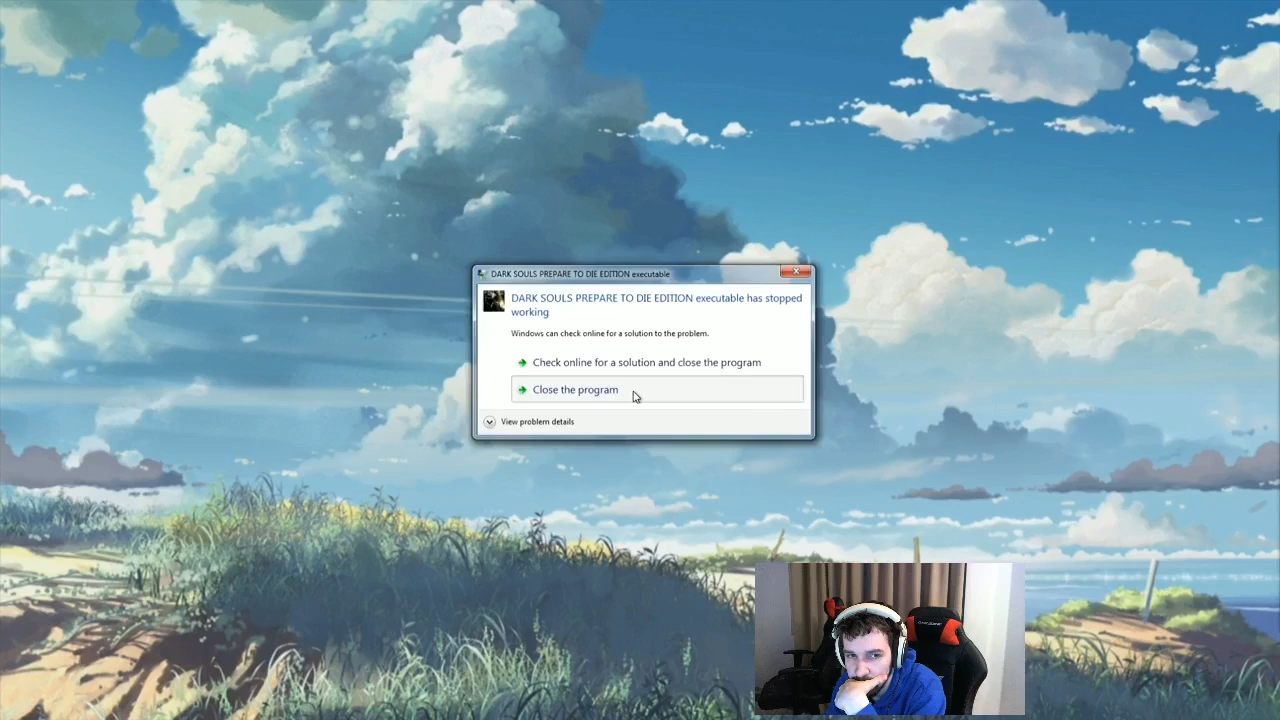 DARK SOULS PREPARE TO DIE EDITION executable
DARK SOULS PREPARE TO DIE EDITION executable has stopped
working
Windows can check online for a solution to the problem.
Check online for a solution and close the program
Close the program
View problem details